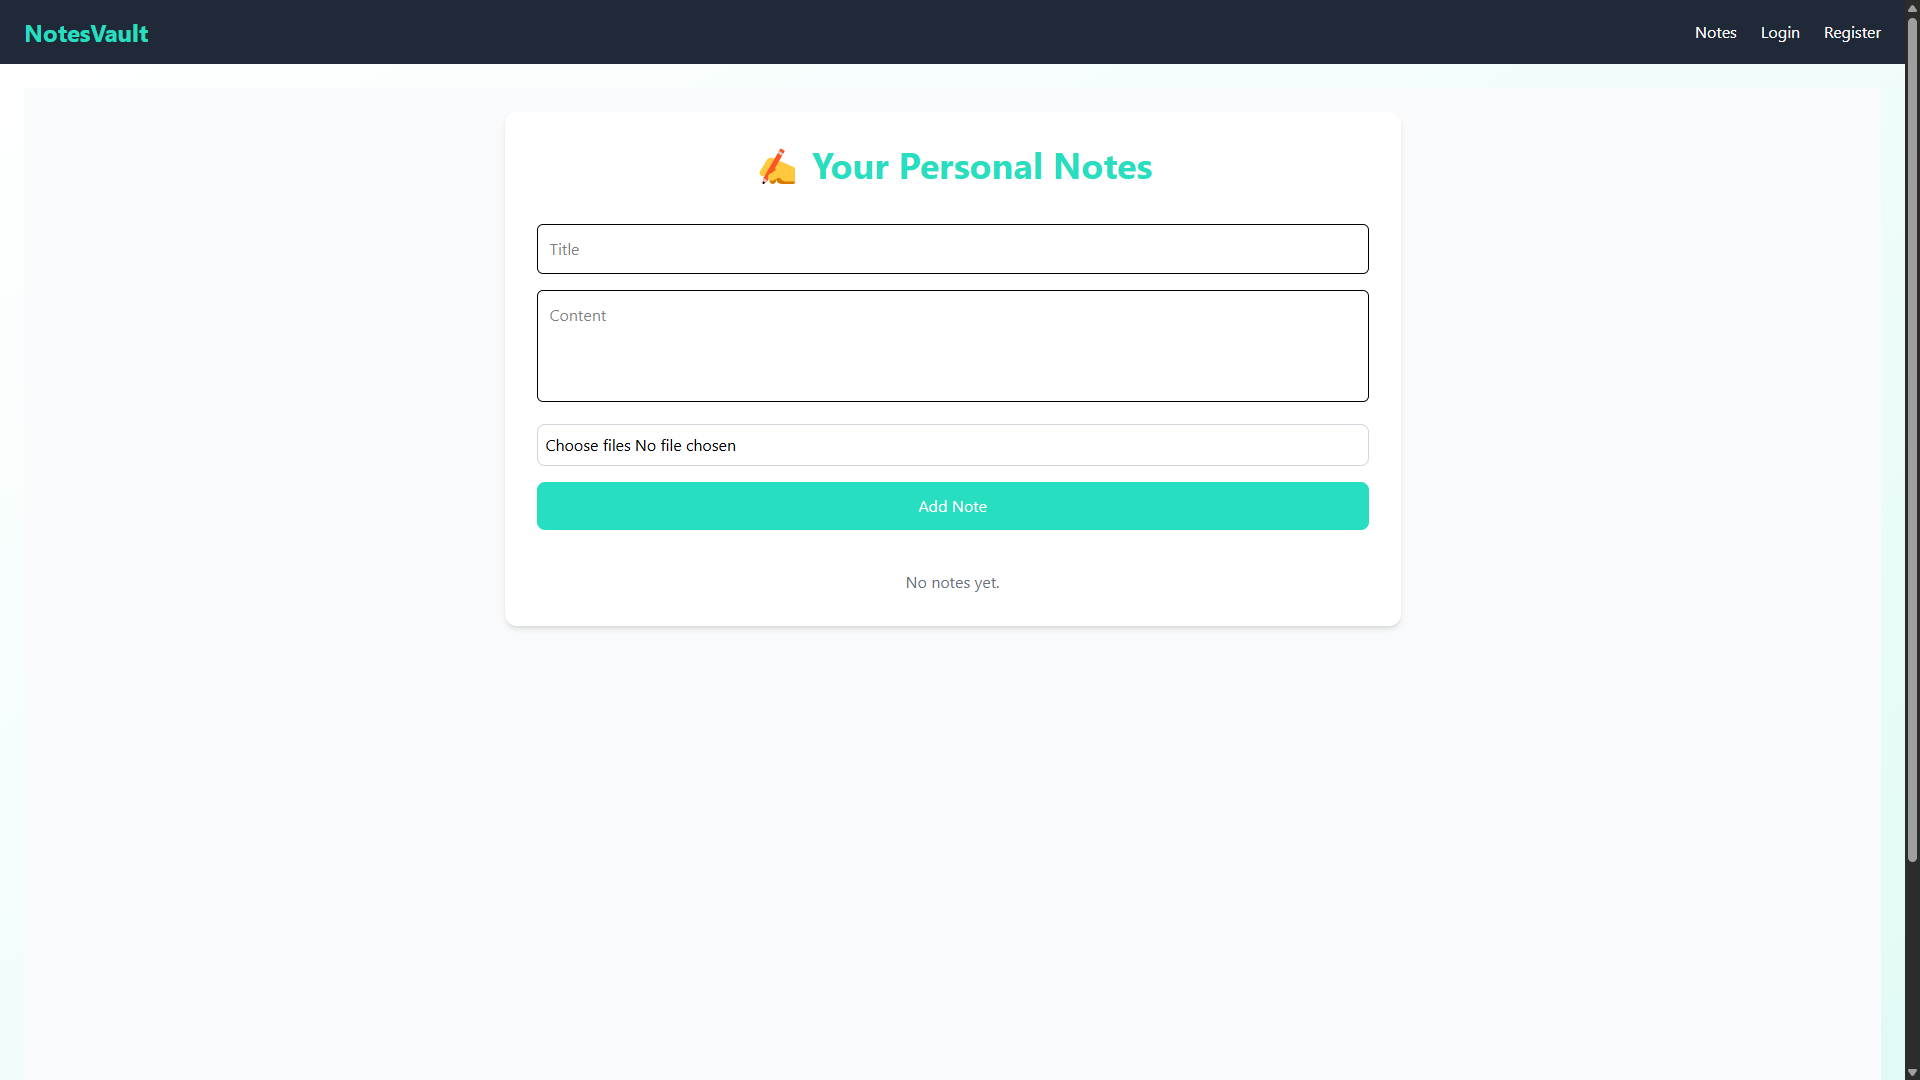 NotesVault
Notes Login Register
✍️ Your Personal Notes
Title
Content
Choose files No file chosen
Add Note
No notes yet.